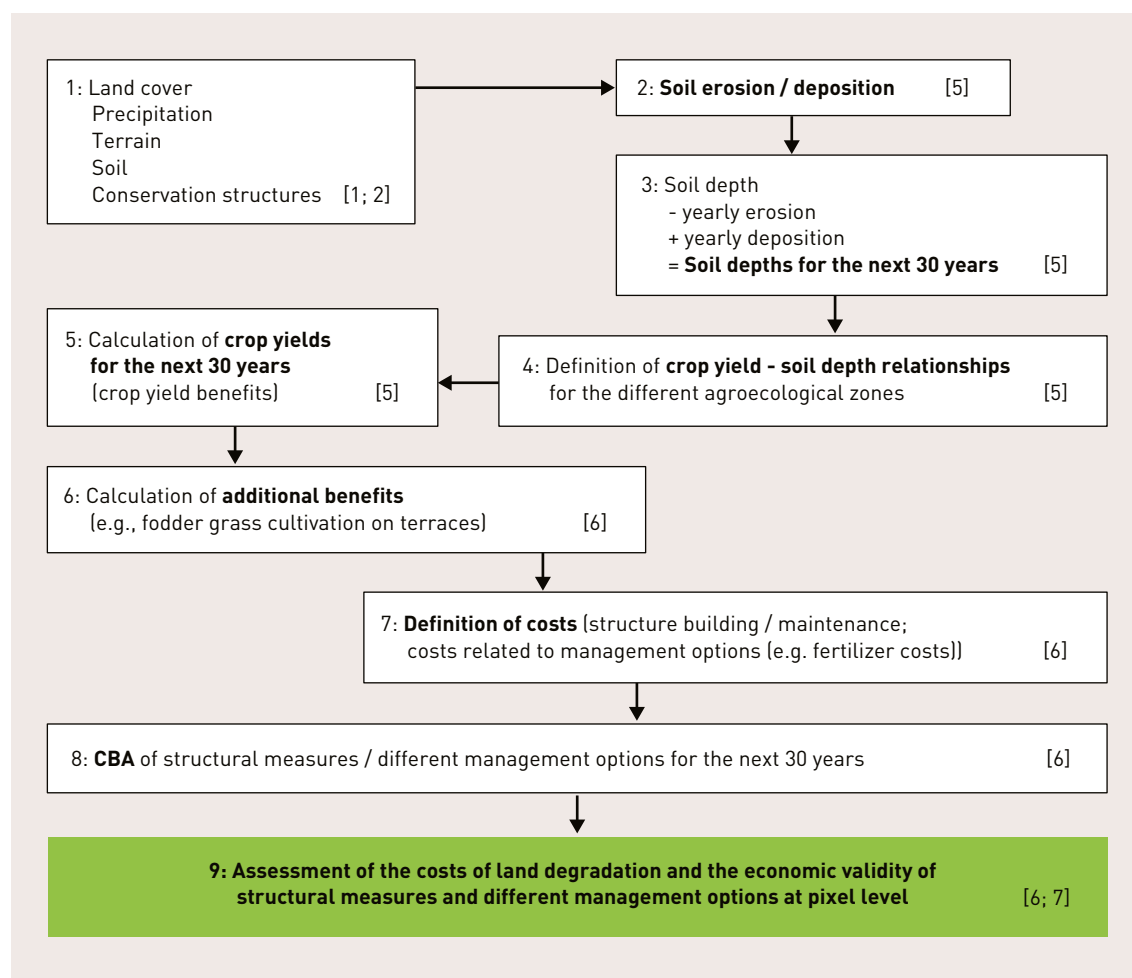 1: Land cover
Precipitation
Terrain
Soil
Conservation structures [1; 2]
2: Soil erosion / deposition [5]
3: Soil depth
- yearly erosion
+ yearly deposition
= Soil depths for the next 30 years [5]
4: Definition of crop yield - soil depth relationships
for the different agroecological zones [5]
5: Calculation of crop yields
for the next 30 years
(crop yield benefits) [5]
6: Calculation of additional benefits
(e.g., fodder grass cultivation on terraces) [6]
7: Definition of costs (structure building / maintenance;
costs related to management options (e.g. fertilizer costs)) [6]
8: CBA of structural measures / different management options for the next 30 years [6]
9: Assessment of the costs of land degradation and the economic validity of
structural measures and different management options at pixel level [6; 7]